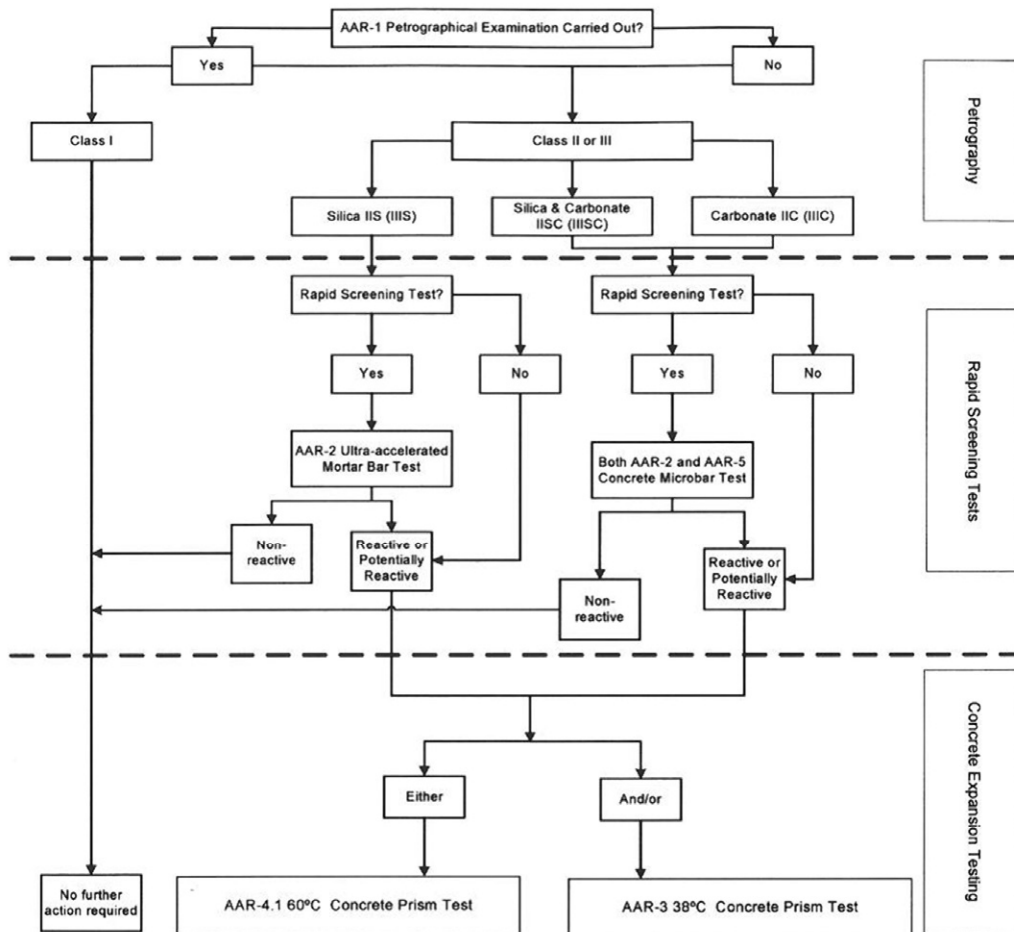 AAR-1 Petrographical Examination Carried Out?
Yes
No
Class I
Class II or III
Silica IIS (IIIS)
Silica & Carbonate
IISC (IIISC)
Carbonate IIC (IIIC)
Petrography
Rapid Screening Test?
Rapid Screening Test?
Yes
No
Yes
No
AAR-2 Ultra-accelerated
Mortar Bar Test
Both AAR-2 and AAR-5
Concrete Microbar Test
Non-
reactive
Reactive or
Potentially
Reactive
Non-
reactive
Reactive or
Potentially
Reactive
Rapid Screening
Tests
Either
And/or
No further
action required
AAR-4.1 60ºC Concrete Prism Test
AAR-3 38ºC Concrete Prism Test
Concrete Expansion Testing